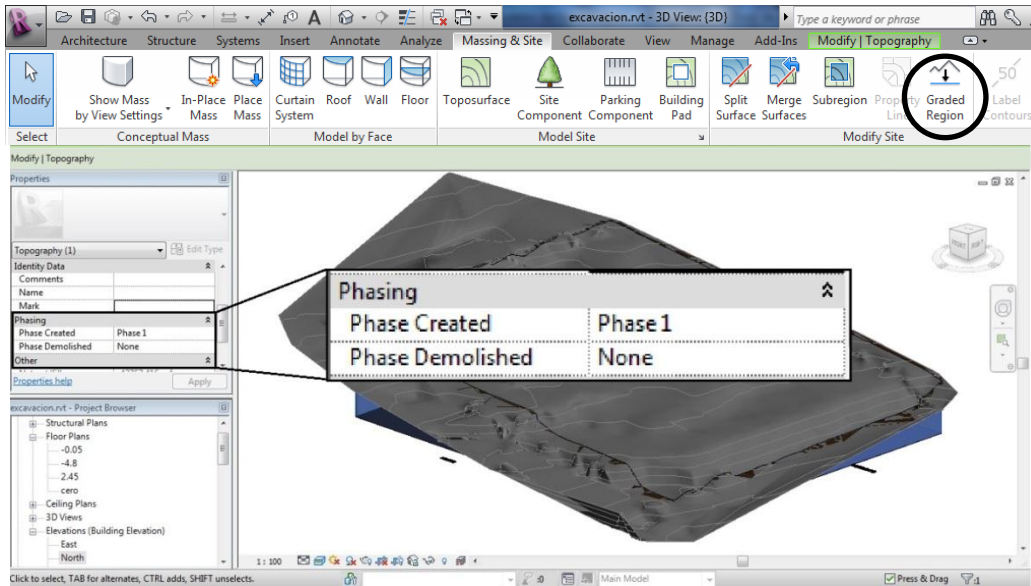 excavacion.rvt - 3D View: {3D}
Type a keyword or phrase
Architecture Structure Systems Insert Annotate Analyze Massing & Site Collaborate View Manage Add-Ins Modify | Topography
Modify
Show Mass
by View Settings
In-Place
Mass
Place
Mass
Curtain
System
Roof
Wall
Floor
Toposurface
Site
Component
Parking
Component
Building
Pad
Split
Surface
Merge
Surfaces
Subregion
Property
Line
Graded
Region
50
Label
Contours
Select Conceptual Mass Model by Face Model Site Modify Site
Modify | Topography
Properties
Topography (1)
Edit Type
Identity Data
Comments
Name
Mark
Phasing
Phase Created Phase 1
Phase Demolished None
Other
Properties help
Apply
Phasing
Phase Created Phase 1
Phase Demolished None
FRONT
excavacion.rvt - Project Browser
Structural Plans
Floor Plans
-0.05
-4.8
2.45
cero
Ceiling Plans
3D Views
Elevations (Building Elevation)
East
North
1 : 100
Click to select, TAB for alternates, CTRL adds, SHIFT unselects.
:0
Main Model
Press & Drag
:1